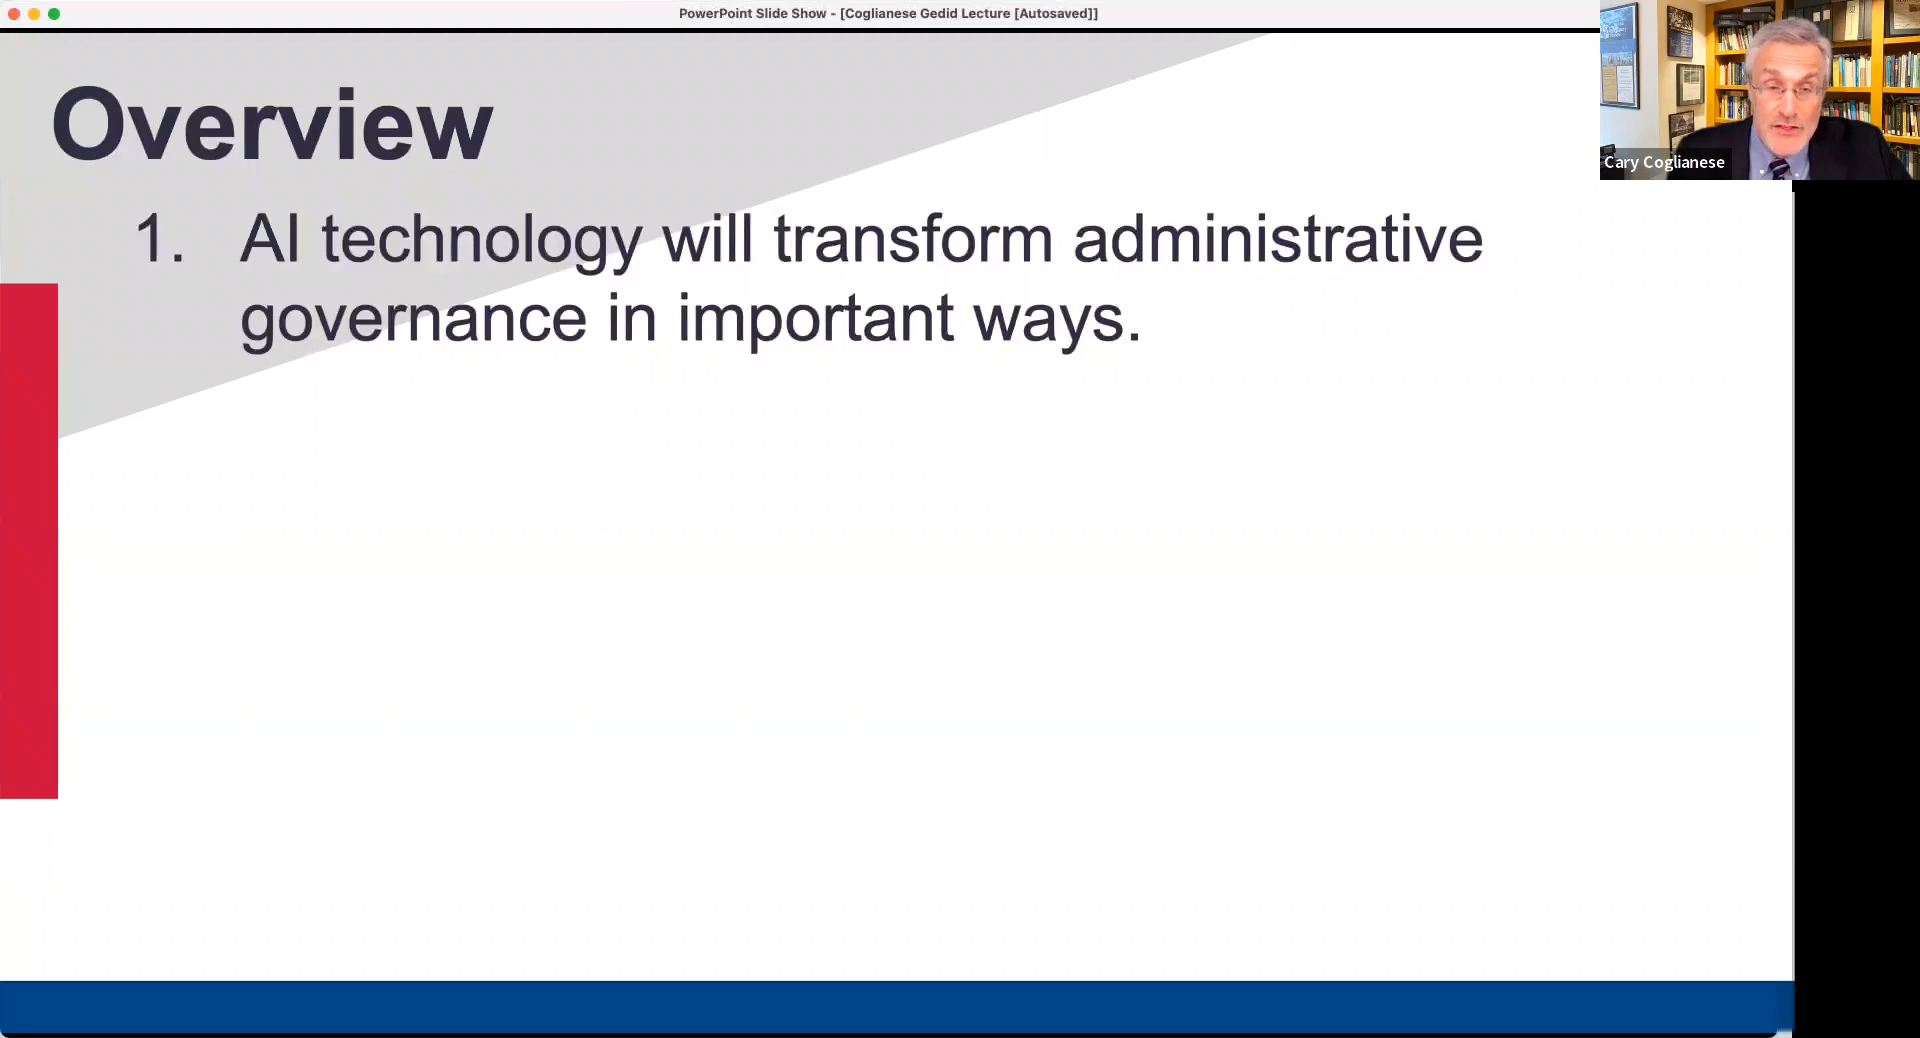 PowerPoint Slide Show - [Coglianese Gedid Lecture [Autosaved]]
Cary Coglianese
Overview
1. AI technology will transform administrative
governance in important ways.